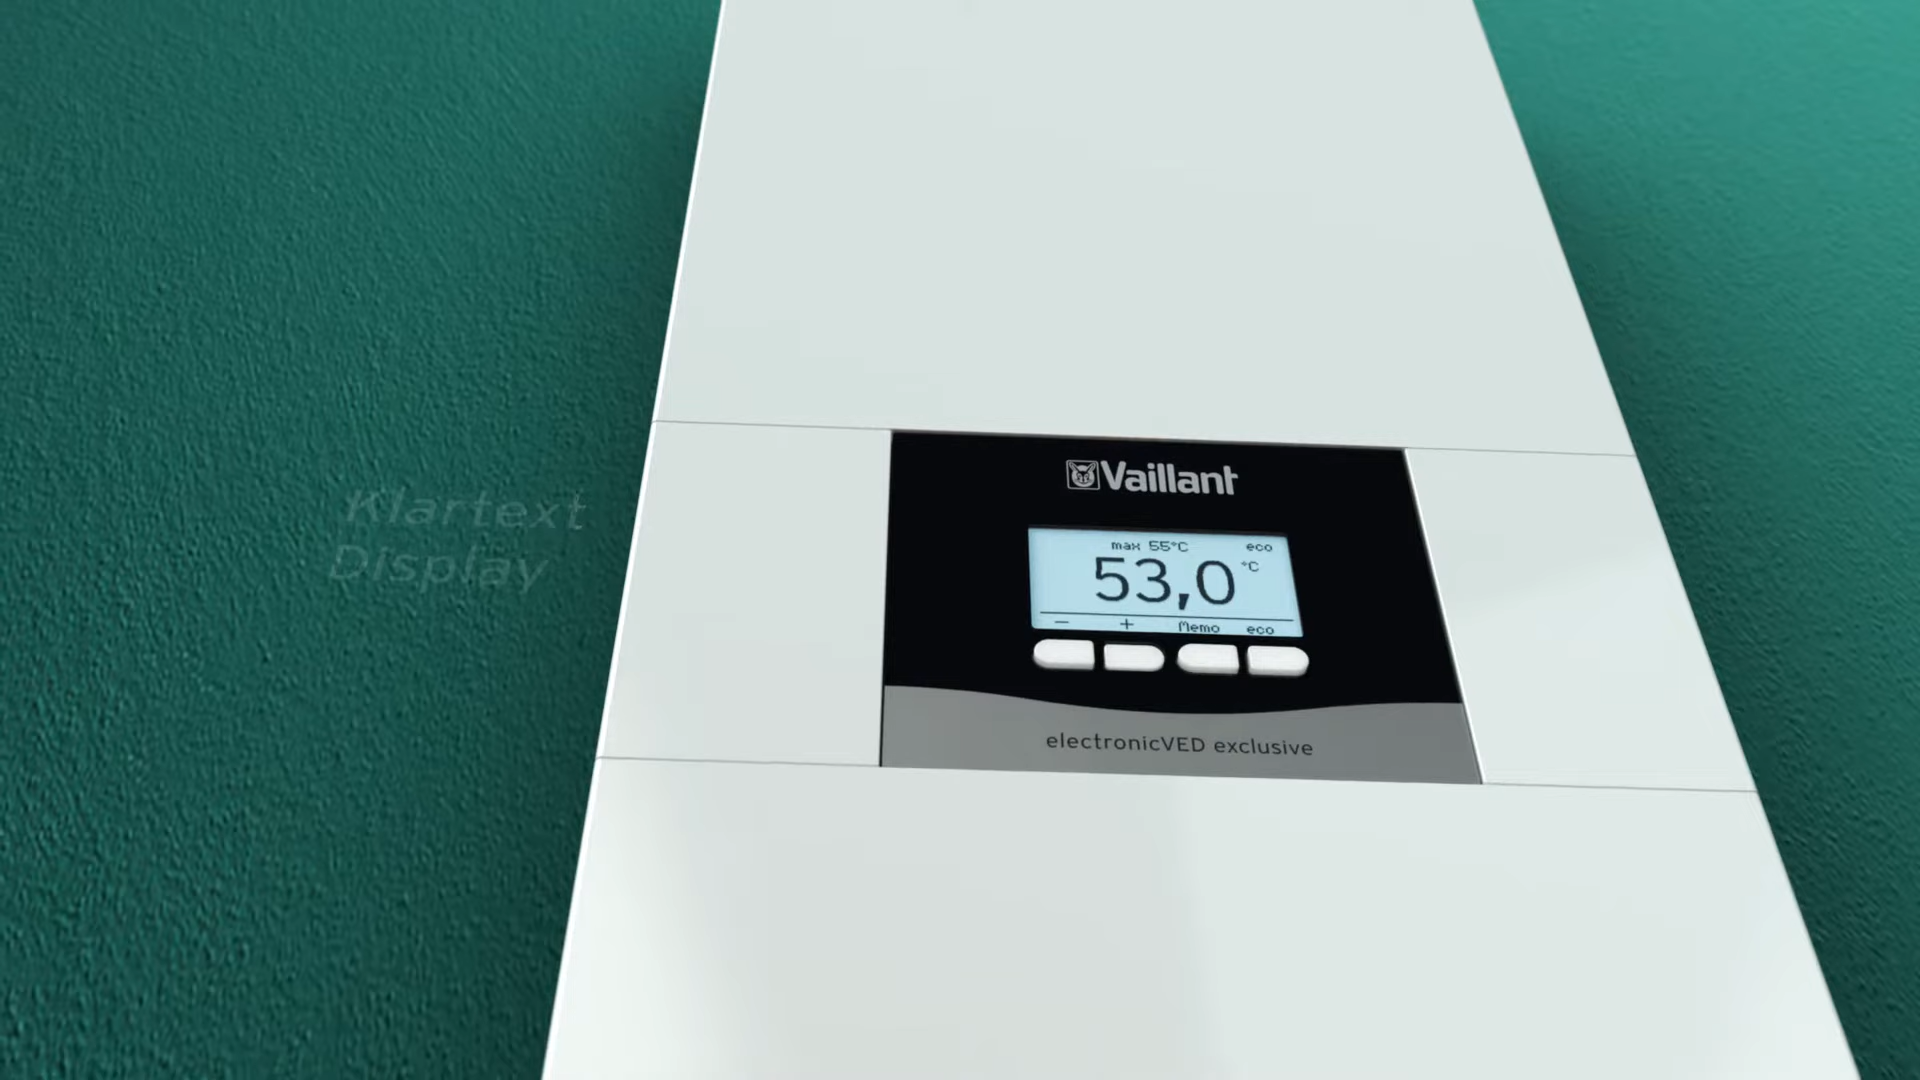 Klartext
Display
Vaillant
max 55°C eco
53,0 °C
− + Memo eco
electronicVED exclusive